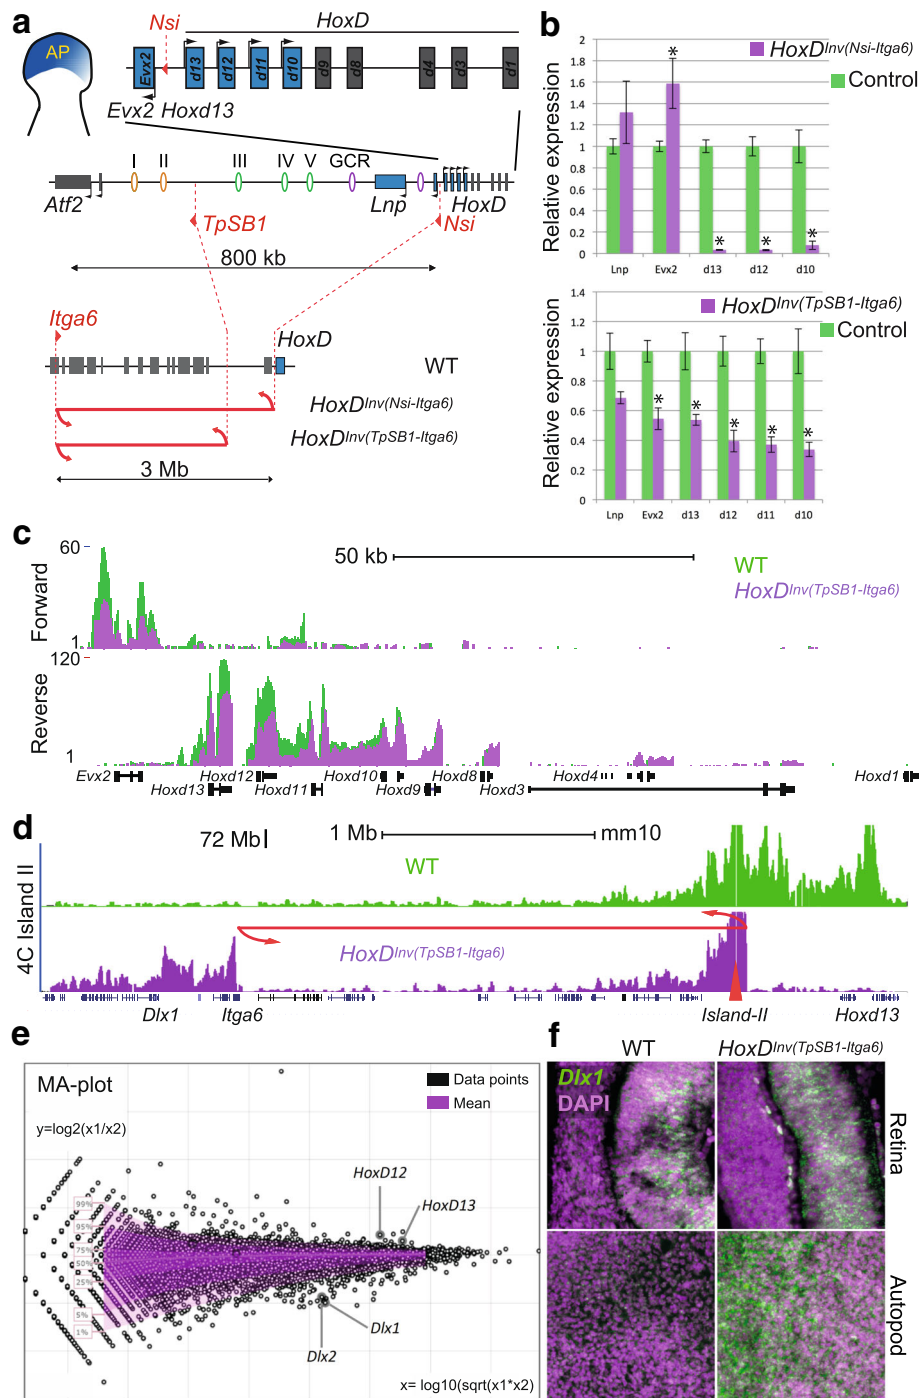 a
AP
Nsi
HoxD
Evx2
d13
d12
d11
d10
d9
d8
d4
d3
d1
Evx2 Hoxd13
I II III IV V GCR
Atf2
TpSB1
Lnp
HoxD
Nsi
800 kb
Itga6
HoxD
WT
HoxDInv(Nsi-Itga6)
HoxDInv(TpSB1-Itga6)
3 Mb
b
HoxDInv(Nsi-Itga6)
Control
Relative expression
2
1.8
1.6
1.4
1.2
1
0.8
0.6
0.4
0.2
0
* * * *
Lnp Evx2 d13 d12 d10
HoxDInv(TpSB1-Itga6)
Control
Relative expression
1.4
1.2
1
0.8
0.6
0.4
0.2
0
* * * * *
Lnp Evx2 d13 d12 d11 d10
c
60
50 kb
WT
HoxDInv(TpSB1-Itga6)
Forward
1
120
Reverse
1
Evx2 Hoxd12 Hoxd10 Hoxd8 Hoxd4 Hoxd1
Hoxd13 Hoxd11 Hoxd9 Hoxd3
d
72 Mb
1 Mb
mm10
4C Island II
WT
HoxDInv(TpSB1-Itga6)
Dlx1 Itga6 Island-II Hoxd13
e
MA-plot
Data points
Mean
y=log2(x1/x2)
HoxD12
HoxD13
99%
95%
75%
50%
25%
5%
1%
Dlx1
Dlx2
x= log10(sqrt(x1*x2)
f
WT
HoxDInv(TpSB1-Itga6)
Dlx1
DAPI
Retina
Autopod